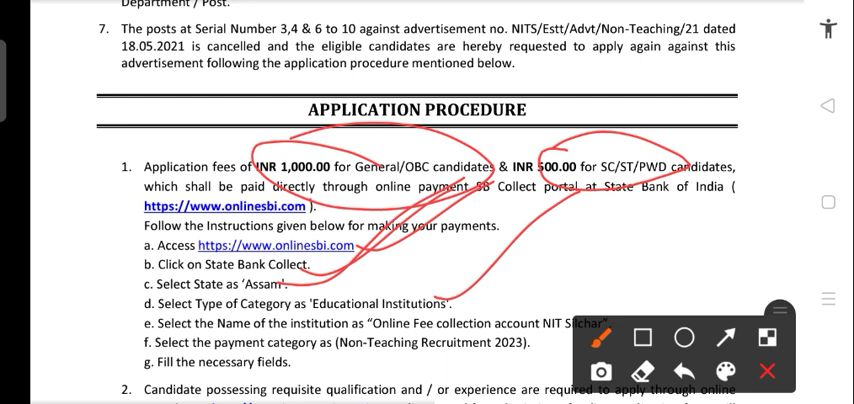 Department / Post.
7. The posts at Serial Number 3,4 & 6 to 10 against advertisement no. NITS/Estt/Advt/Non-Teaching/21 dated
18.05.2021 is cancelled and the eligible candidates are hereby requested to apply again against this
advertisement following the application procedure mentioned below.
APPLICATION PROCEDURE
1. Application fees of INR 1,000.00 for General/OBC candidates & INR 500.00 for SC/ST/PWD candidates,
which shall be paid directly through online payment SB Collect portal at State Bank of India (
https://www.onlinesbi.com ).
Follow the Instructions given below for making your payments.
a. Access https://www.onlinesbi.com
b. Click on State Bank Collect.
c. Select State as ‘Assam’.
d. Select Type of Category as 'Educational Institutions'.
e. Select the Name of the institution as “Online Fee collection account NIT Silchar”.
f. Select the payment category as (Non-Teaching Recruitment 2023).
g. Fill the necessary fields.
2. Candidate possessing requisite qualification and / or experience are required to apply through online